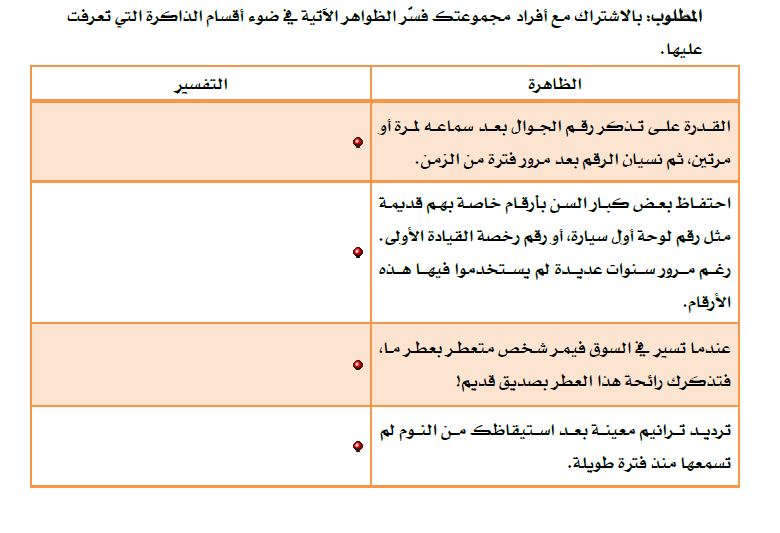 المطلوب: بالاشتراك مع أفراد مجموعتك فسّر الظواهر الآتية في ضوء أقسام الذاكرة التي تعرفت
عليها.
الظاهرة
التفسير
القدرة على تذكر رقم الجوال بعد سماعه لمرة أو
مرتين، ثم نسيان الرقم بعد مرور فترة من الزمن.
احتفاظ بعض كبار السن بأرقام خاصة بهم قديمة
مثل رقم لوحة أول سيارة، أو رقم رخصة القيادة الأولى.
رغم مرور سنوات عديدة لم يستخدموا فيها هذه
الأرقام.
عندما تسير في السوق فيمر شخص متعطر بعطر ما،
فتذكرك رائحة هذا العطر بصديق قديم!
ترديد ترانيم معينة بعد استيقاظك من النوم لم
تسمعها منذ فترة طويلة.